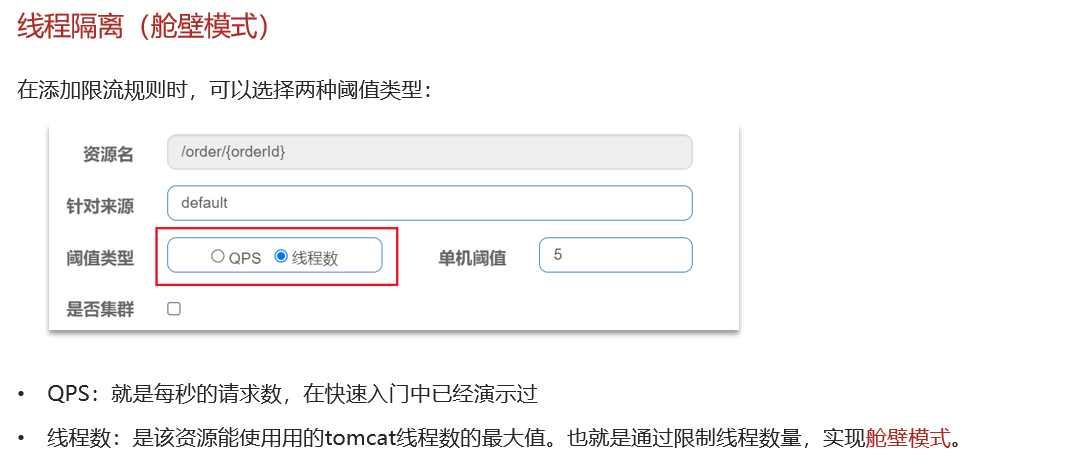 线程隔离（舱壁模式）
在添加限流规则时，可以选择两种阈值类型：
资源名 /order/{orderId}
针对来源 default
阈值类型 QPS 线程数 单机阈值 5
是否集群
• QPS：就是每秒的请求数，在快速入门中已经演示过
• 线程数：是该资源能使用用的tomcat线程数的最大值。也就是通过限制线程数量，实现舱壁模式。